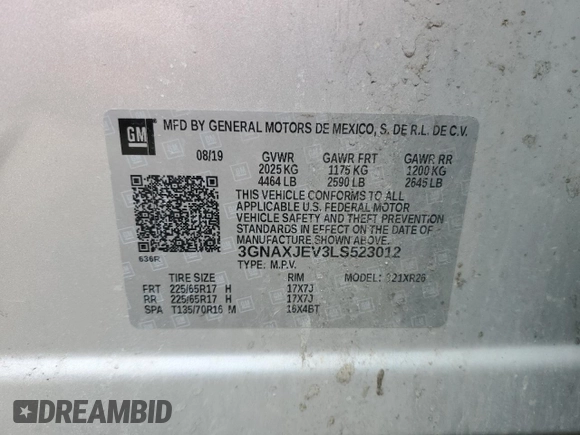 GM
MFD BY GENERAL MOTORS DE MEXICO, S. DE R.L. DE C.V.
08/19 GVWR GAWR FRT GAWR RR
2025 KG 1175 KG 1200 KG
4464 LB 2590 LB 2645 LB
THIS VEHICLE CONFORMS TO ALL
APPLICABLE U.S. FEDERAL MOTOR
VEHICLE SAFETY AND THEFT PREVENTION
STANDARDS IN EFFECT ON THE DATE OF
MANUFACTURE SHOWN ABOVE.
3GNAXJEV3LS523012
636R TYPE: M.P.V.
TIRE SIZE RIM MODEL: 121XR26
FRT 225/65R17 H 17X7J
RR 225/65R17 H 17X7J
SPA T135/70R16 M 16X4BT
DREAMBID